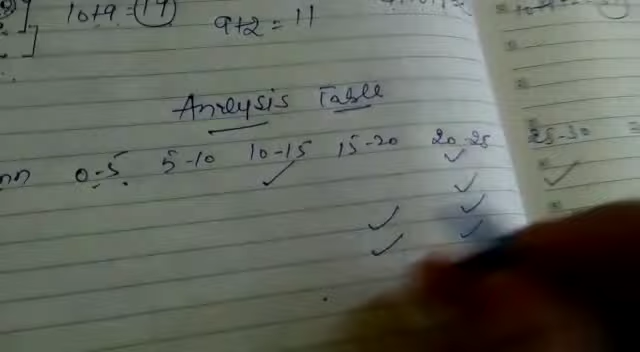 10+9 = 19
9+2 = 11
Analysis Table
0-5 5-10 10-15 15-20 20-25 25-30